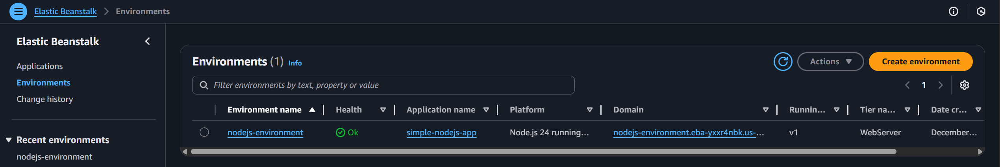 Elastic Beanstalk > Environments
Elastic Beanstalk
Applications
Environments
Change history
Recent environments
nodejs-environment
Environments (1) Info
Actions
Create environment
Filter environments by text, property or value
1
Environment name Health Application name Platform Domain Runnin... Tier na... Date cr...
nodejs-environment Ok simple-nodejs-app Node.js 24 running... nodejs-environment.eba-yxxr4nbk.us-... v1 WebServer December...